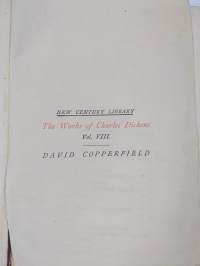 NEW CENTURY LIBRARY
The Works of Charles Dickens
Vol. VIII.
DAVID COPPERFIELD